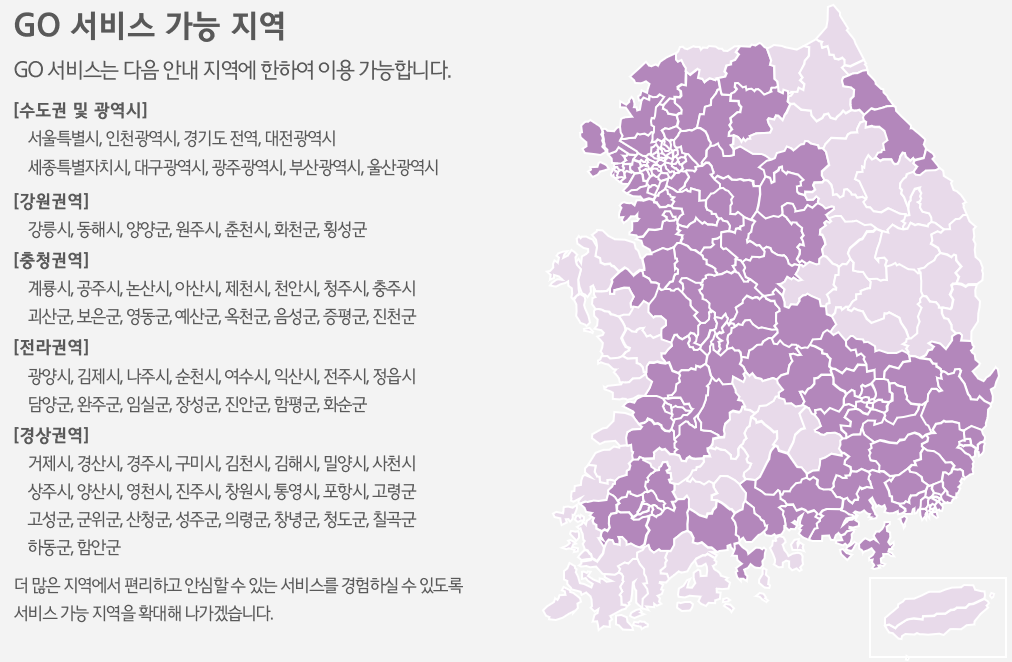 GO 서비스 가능 지역
GO 서비스는 다음 안내 지역에 한하여 이용 가능합니다.
[수도권 및 광역시]
서울특별시, 인천광역시, 경기도 전역, 대전광역시
세종특별자치시, 대구광역시, 광주광역시, 부산광역시, 울산광역시
[강원권역]
강릉시, 동해시, 양양군, 원주시, 춘천시, 화천군, 횡성군
[충청권역]
계룡시, 공주시, 논산시, 아산시, 제천시, 천안시, 청주시, 충주시
괴산군, 보은군, 영동군, 예산군, 옥천군, 음성군, 증평군, 진천군
[전라권역]
광양시, 김제시, 나주시, 순천시, 여수시, 익산시, 전주시, 정읍시
담양군, 완주군, 임실군, 장성군, 진안군, 함평군, 화순군
[경상권역]
거제시, 경산시, 경주시, 구미시, 김천시, 김해시, 밀양시, 사천시
상주시, 양산시, 영천시, 진주시, 창원시, 통영시, 포항시, 고령군
고성군, 군위군, 산청군, 성주군, 의령군, 창녕군, 청도군, 칠곡군
하동군, 함안군
더 많은 지역에서 편리하고 안심할 수 있는 서비스를 경험하실 수 있도록
서비스 가능 지역을 확대해 나가겠습니다.